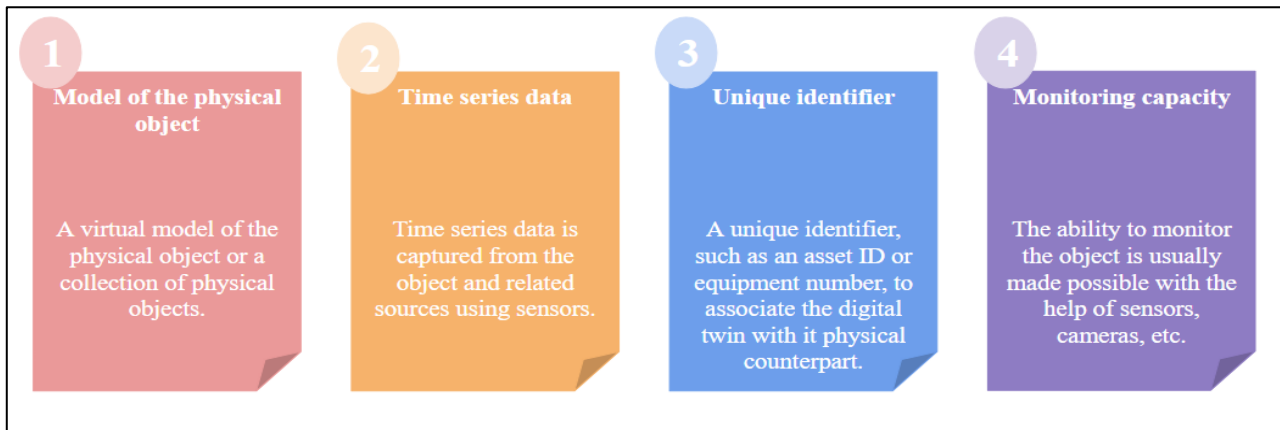 1
Model of the physical
object
A virtual model of the
physical object or a
collection of physical
objects.
2
Time series data
Time series data is
captured from the
object and related
sources using sensors.
3
Unique identifier
A unique identifier,
such as an asset ID or
equipment number, to
associate the digital
twin with it physical
counterpart.
4
Monitoring capacity
The ability to monitor
the object is usually
made possible with the
help of sensors,
cameras, etc.